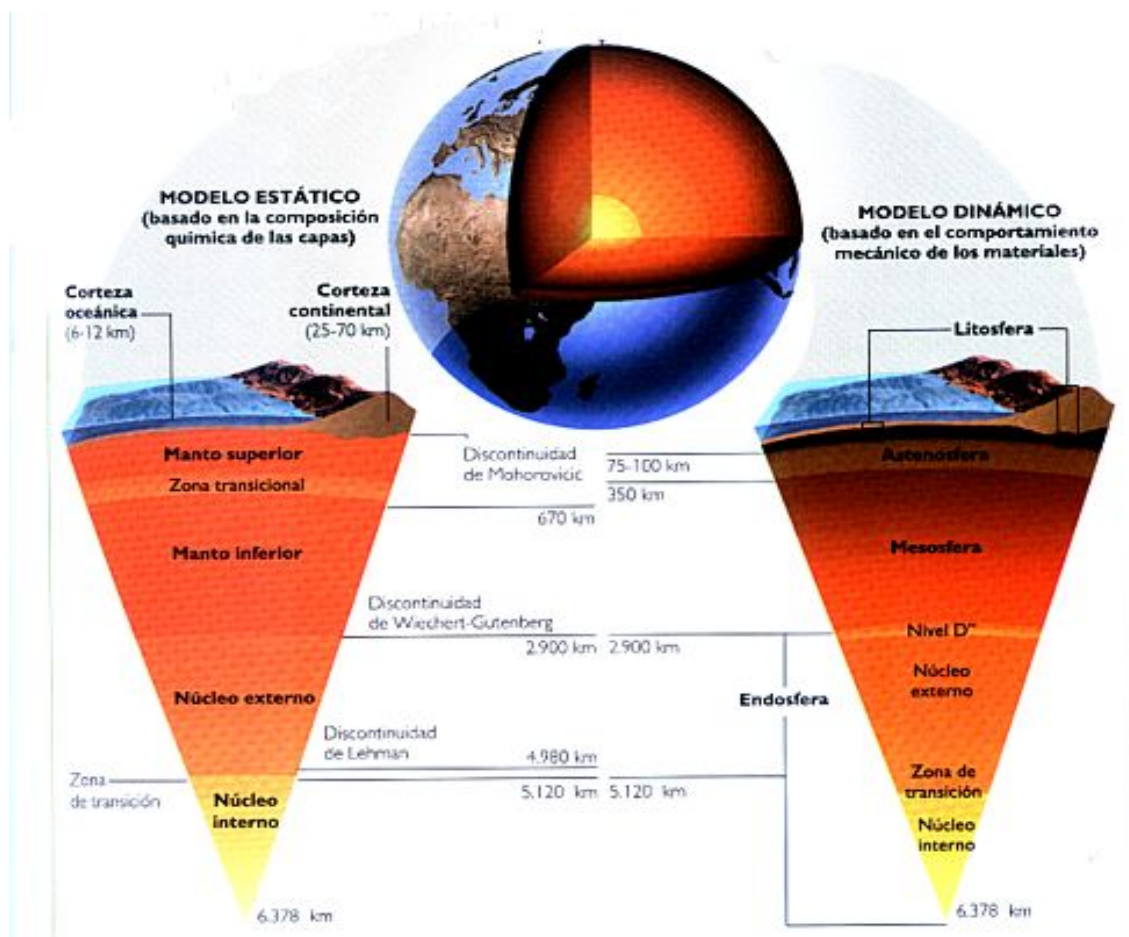 MODELO ESTÁTICO
(basado en la composición
química de las capas)
Corteza
oceánica
(6-12 km)
Corteza
continental
(25-70 km)
Manto superior
Zona transicional
Manto inferior
Núcleo externo
Zona
de transición
Núcleo
interno
6.378 km
Discontinuidad
de Mohorovicic
75-100 km
350 km
670 km
Discontinuidad
de Wiechert-Gutenberg
2.900 km 2.900 km
Endosfera
Discontinuidad
de Lehman
4.980 km
5.120 km 5.120 km
MODELO DINÁMICO
(basado en el comportamiento
mecánico de los materiales)
Litosfera
Astenosfera
Mesosfera
Nivel D"
Núcleo
externo
Zona de
transición
Núcleo
interno
6.378 km